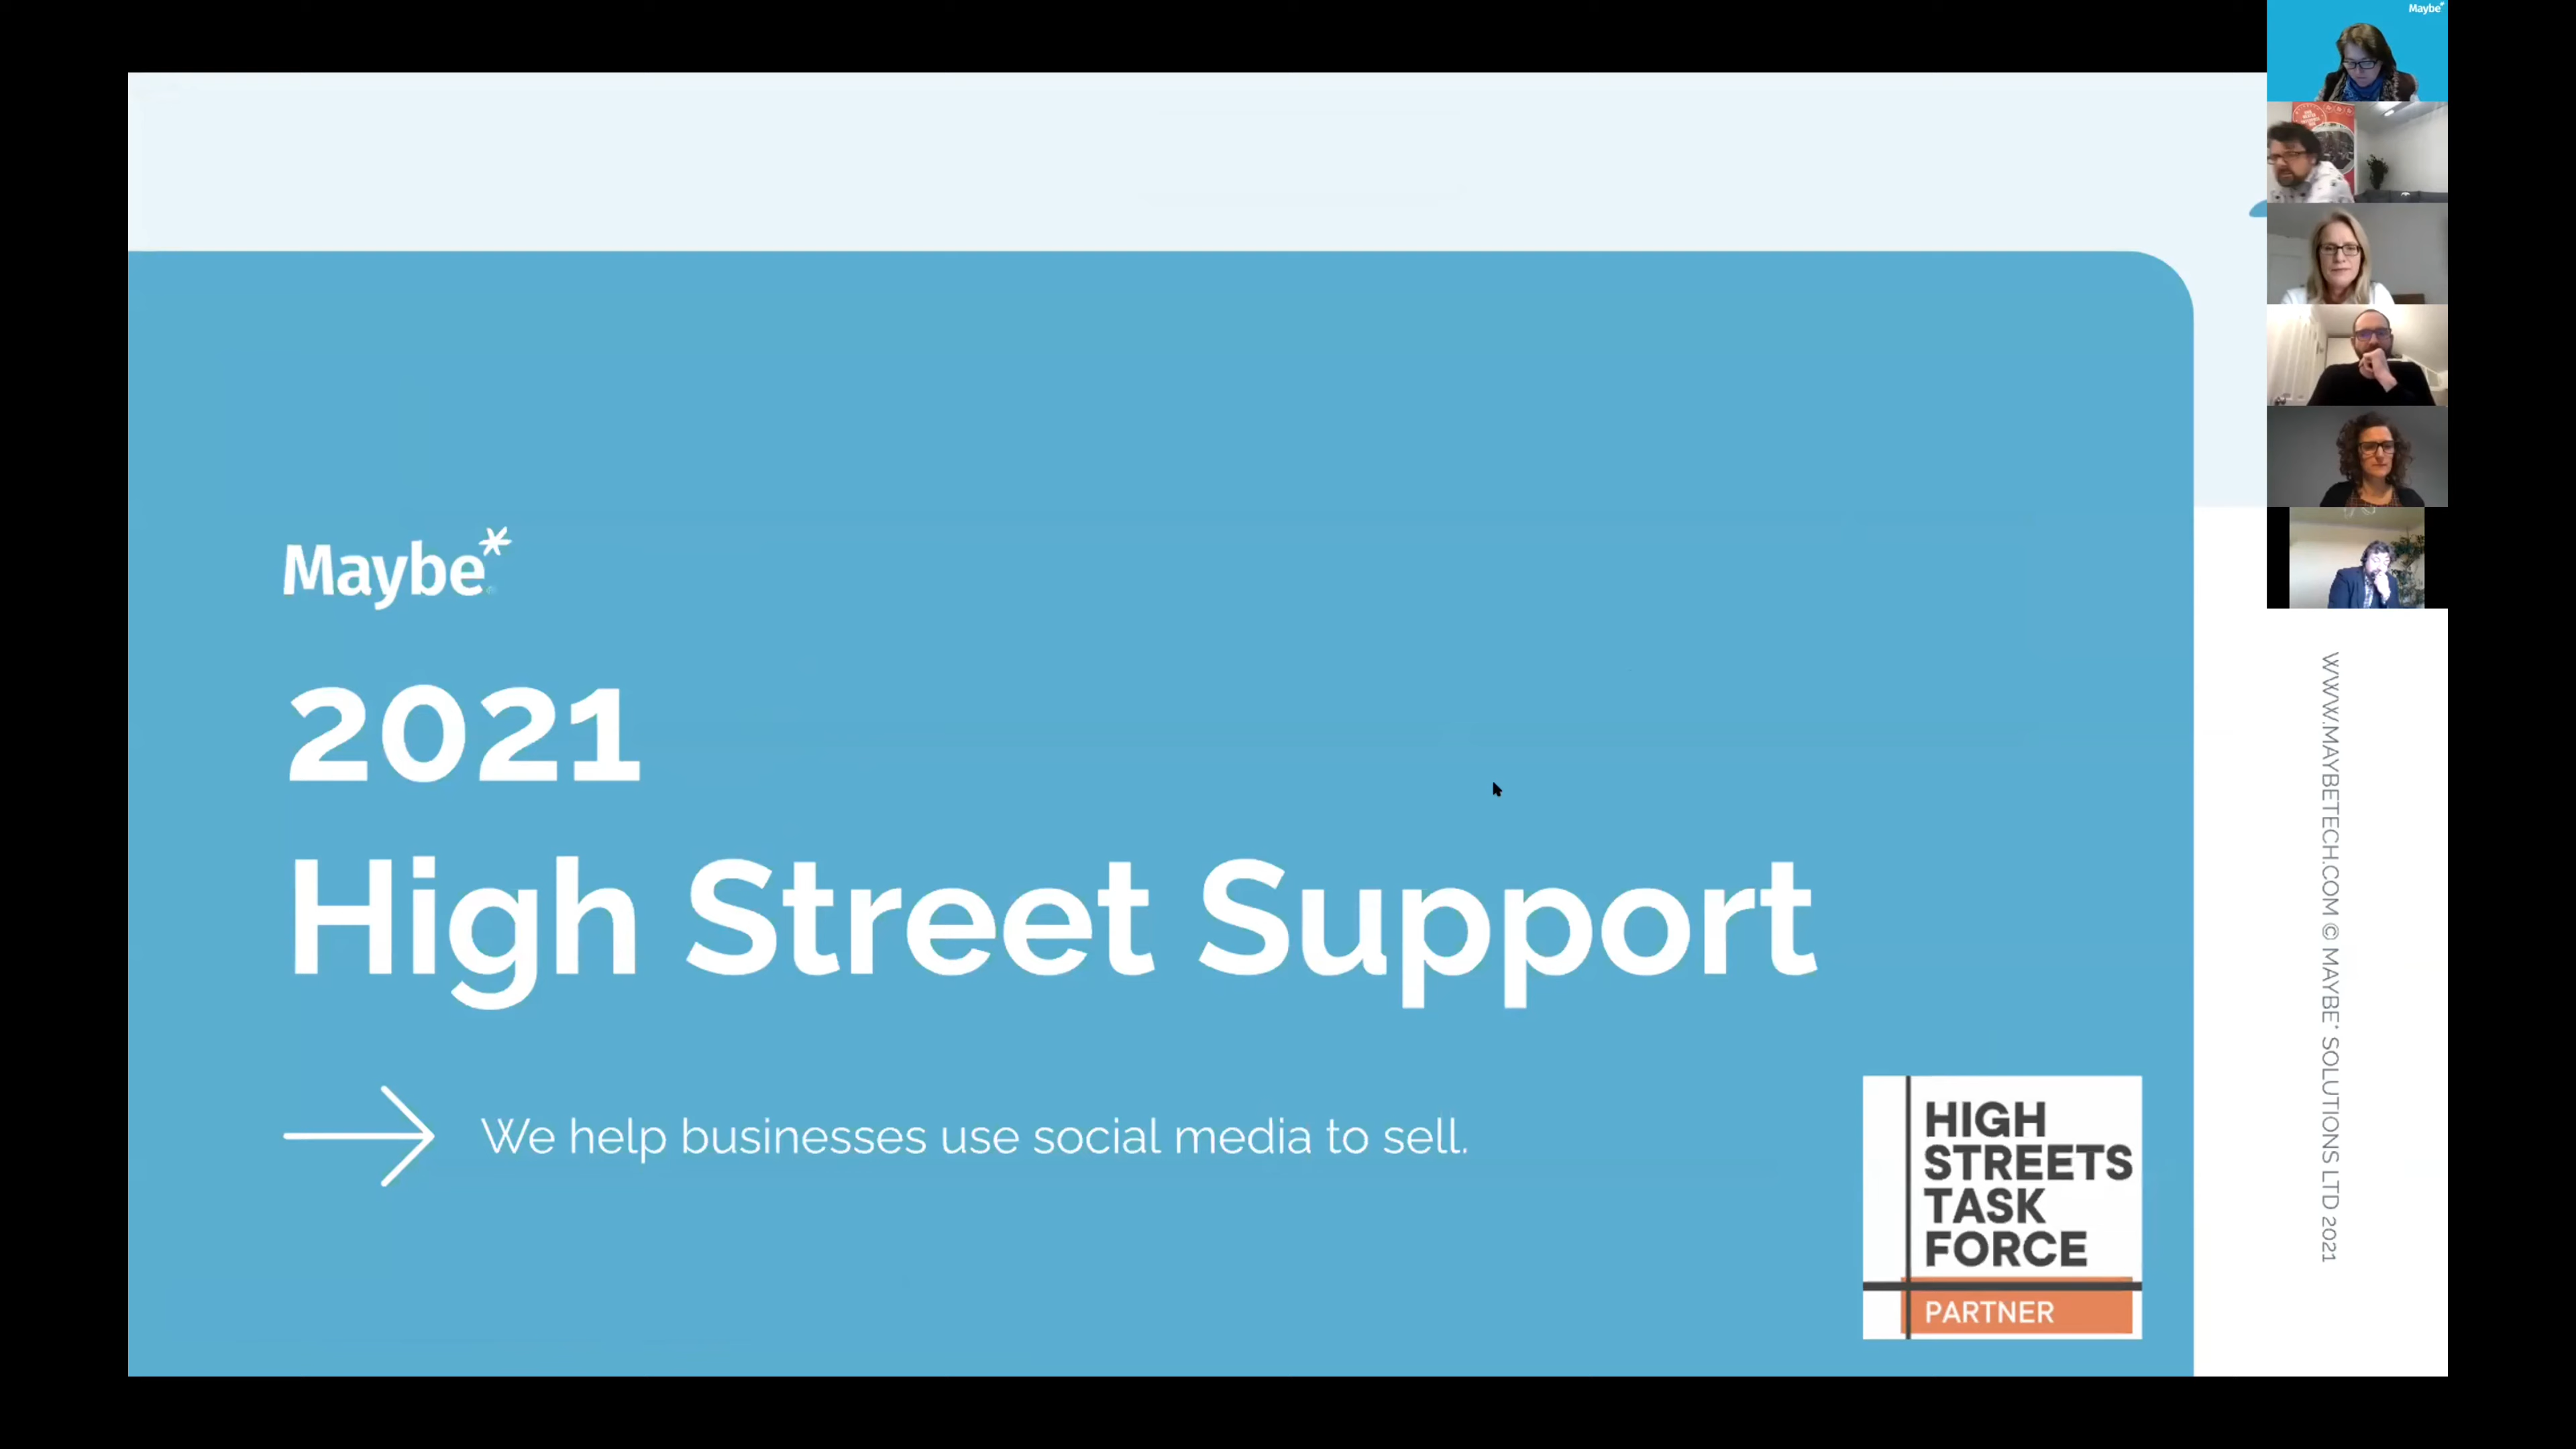 Maybe*
Maybe*
2021
High Street Support
We help businesses use social media to sell.
HIGH
STREETS
TASK
FORCE
PARTNER
WWW.MAYBETECH.COM © MAYBE* SOLUTIONS LTD 2021